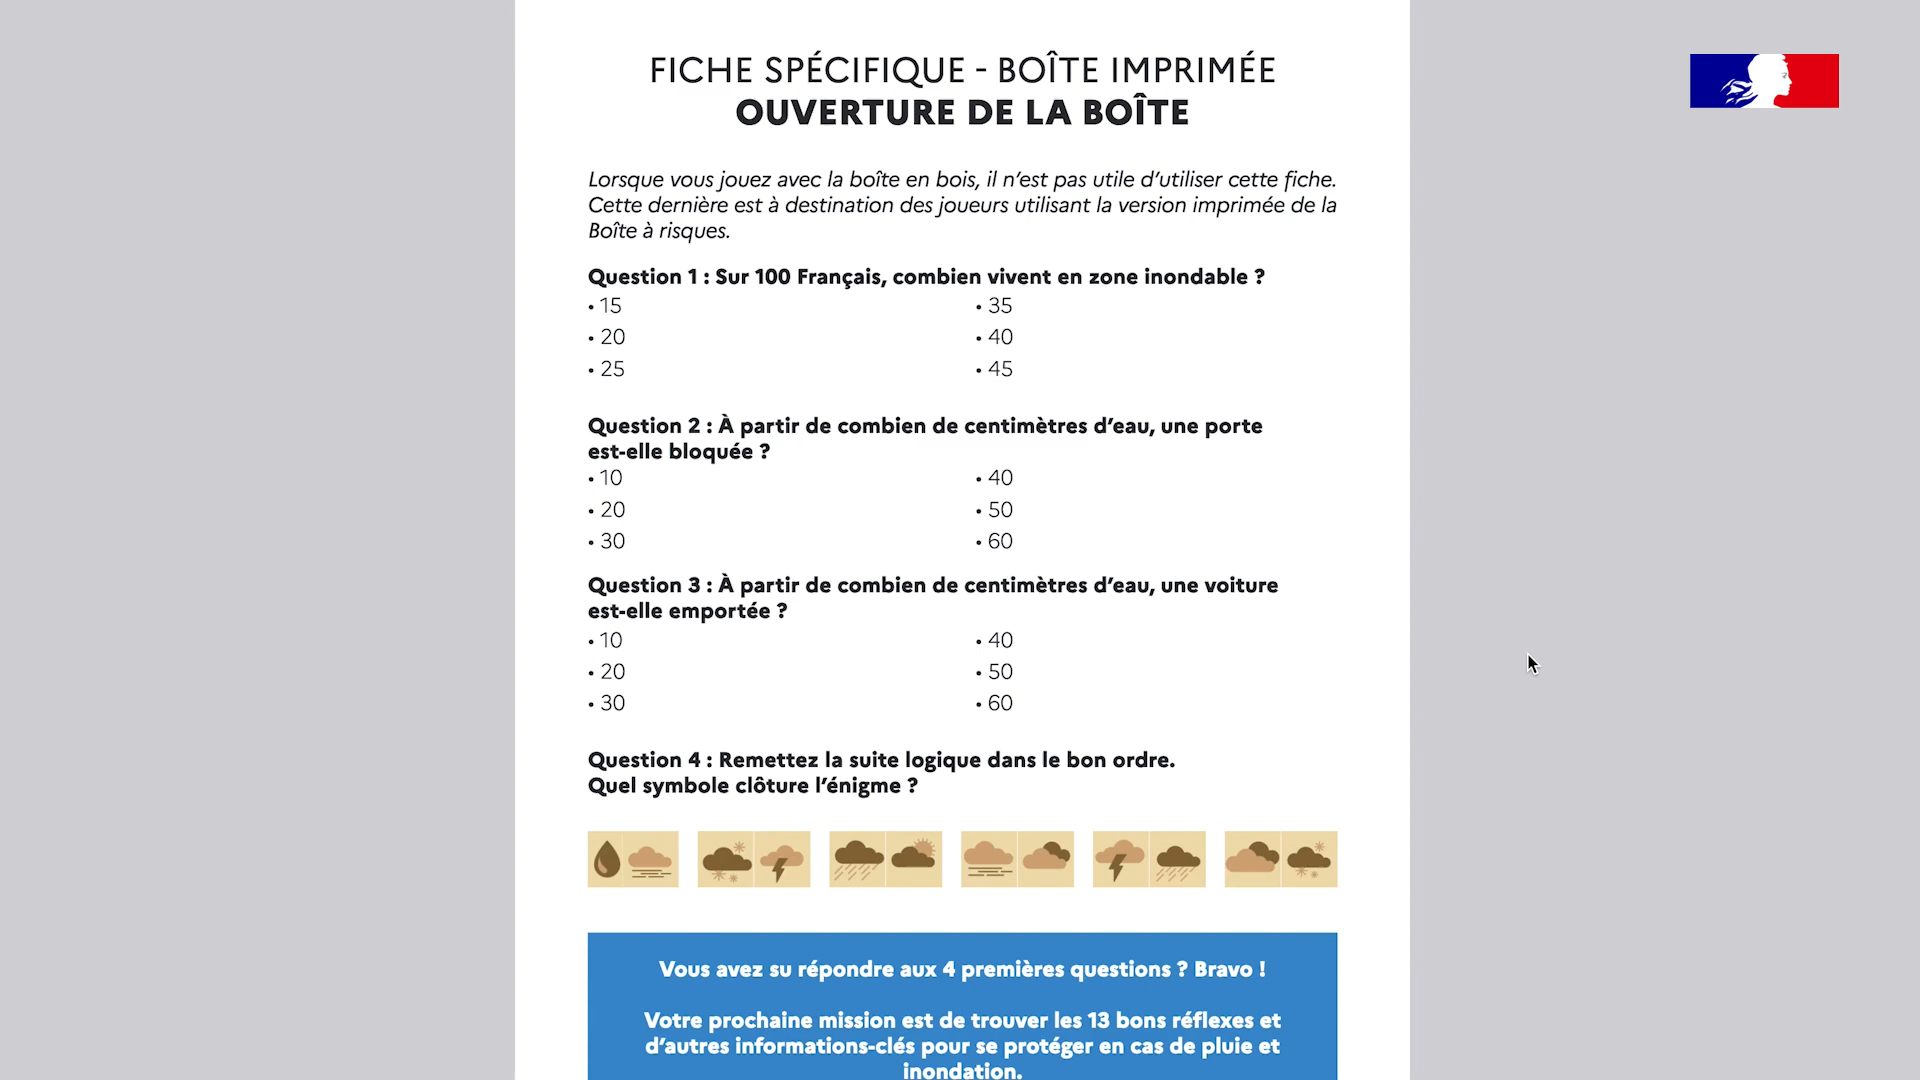 FICHE SPÉCIFIQUE - BOÎTE IMPRIMÉE
OUVERTURE DE LA BOÎTE
Lorsque vous jouez avec la boîte en bois, il n’est pas utile d’utiliser cette fiche.
Cette dernière est à destination des joueurs utilisant la version imprimée de la
Boîte à risques.
Question 1 : Sur 100 Français, combien vivent en zone inondable ?
• 15
• 20
• 25
• 35
• 40
• 45
Question 2 : À partir de combien de centimètres d’eau, une porte
est-elle bloquée ?
• 10
• 20
• 30
• 40
• 50
• 60
Question 3 : À partir de combien de centimètres d’eau, une voiture
est-elle emportée ?
• 10
• 20
• 30
• 40
• 50
• 60
Question 4 : Remettez la suite logique dans le bon ordre.
Quel symbole clôture l’énigme ?
Vous avez su répondre aux 4 premières questions ? Bravo !
Votre prochaine mission est de trouver les 13 bons réflexes et
d’autres informations-clés pour se protéger en cas de pluie et
inondation.